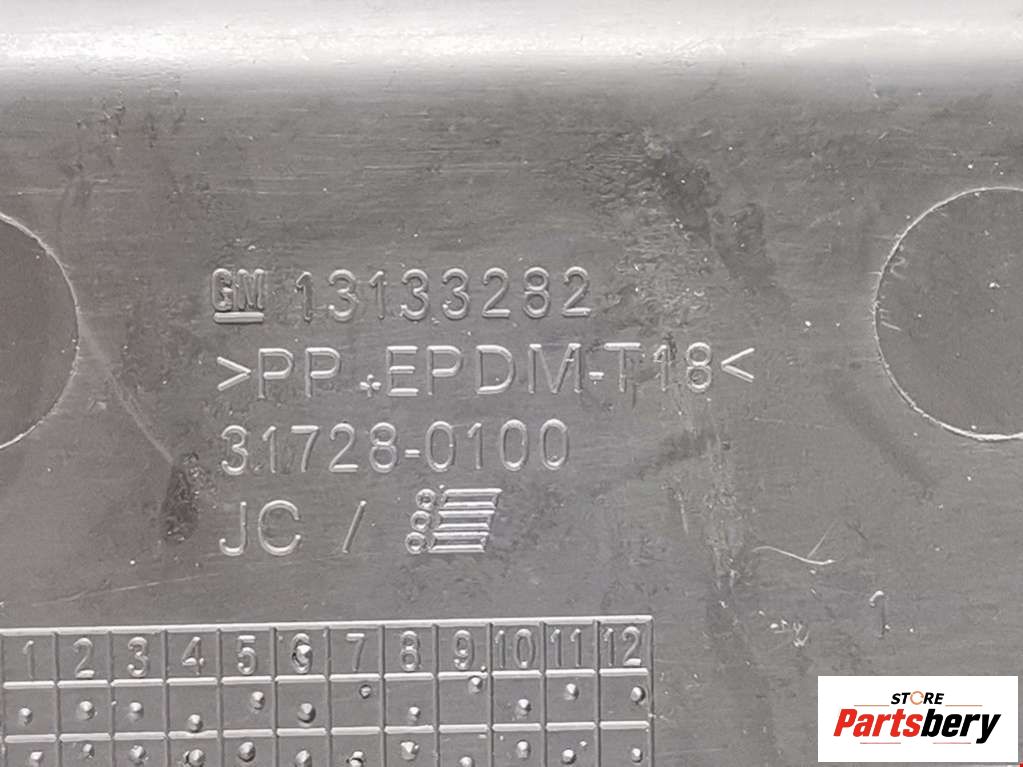 GM 13133282
>PP+EPDM-T18<
31728-0100
JC /
1 2 3 4 5 6 7 8 9 10 11 12
STORE
Partsbery